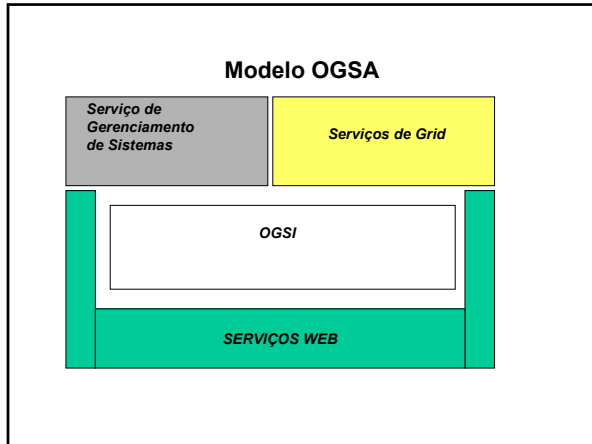 Modelo OGSA
Serviço de
Gerenciamento
de Sistemas
Serviços de Grid
OGSI
SERVIÇOS WEB